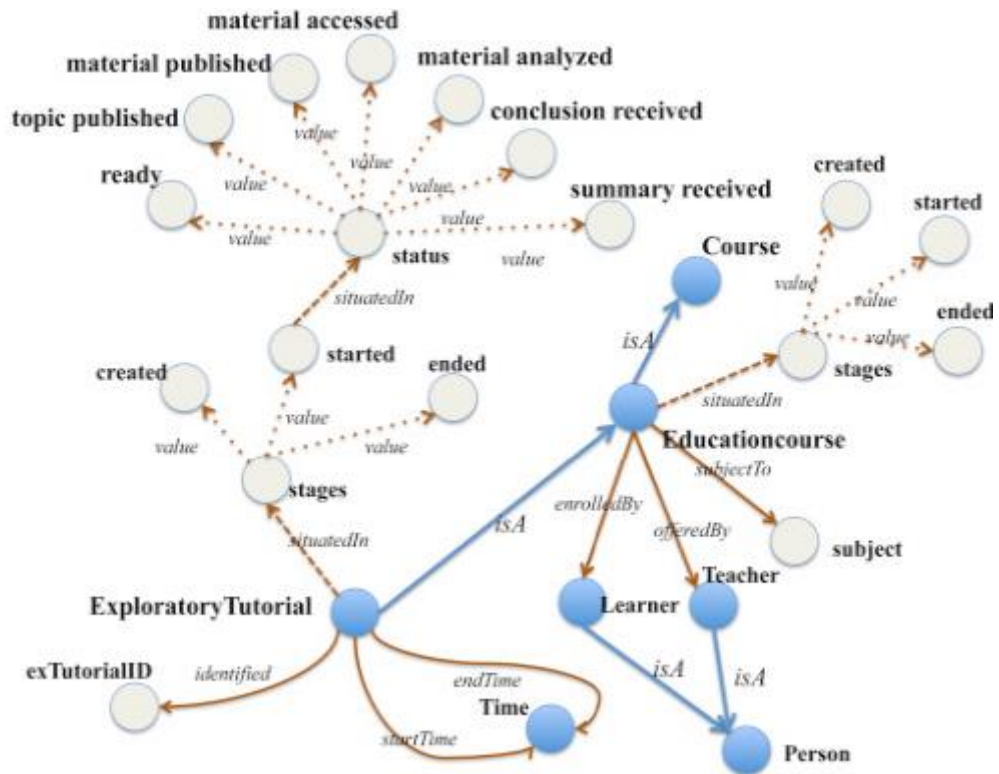 material accessed
material published
material analyzed
topic published
conclusion received
value
value
created
ready
value
value
summary received
started
value
value
status
value
Course
value
value
situatedIn
ended
value
started
isA
stages
created
ended
situatedIn
value
value
value
Educationcourse
subjectTo
stages
enrolledBy
isA
offeredBy
situatedIn
subject
Teacher
ExploratoryTutorial
Learner
exTutorialID
identified
isA
isA
endTime
Time
startTime
Person